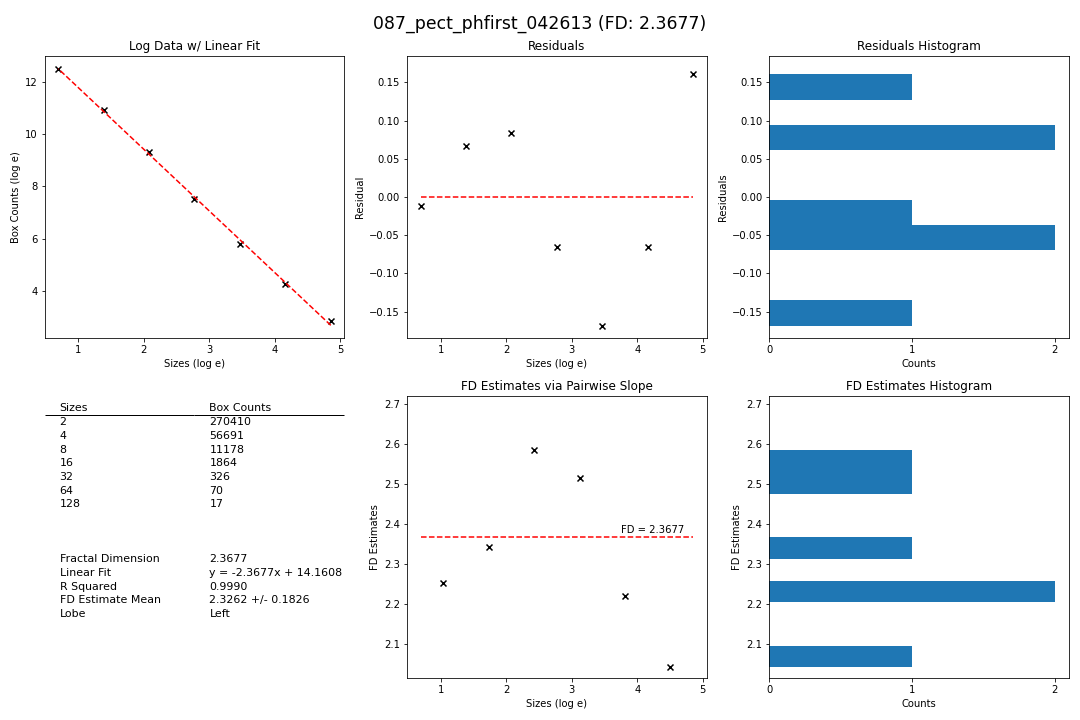 087_pect_phfirst_042613 (FD: 2.3677)
Log Data w/ Linear Fit
Box Counts (log e)
12
10
8
6
4
1 2 3 4 5
Sizes (log e)
Residuals
Residual
0.15
0.10
0.05
0.00
−0.05
−0.10
−0.15
1 2 3 4 5
Sizes (log e)
Residuals Histogram
Residuals
0.15
0.10
0.05
0.00
−0.05
−0.10
−0.15
0 1 2
Counts
Sizes Box Counts
2 270410
4 56691
8 11178
16 1864
32 326
64 70
128 17
Fractal Dimension 2.3677
Linear Fit y = -2.3677x + 14.1608
R Squared 0.9990
FD Estimate Mean 2.3262 +/- 0.1826
Lobe Left
FD Estimates via Pairwise Slope
FD Estimates
2.7
2.6
2.5
2.4
2.3
2.2
2.1
FD = 2.3677
1 2 3 4 5
Sizes (log e)
FD Estimates Histogram
FD Estimates
2.7
2.6
2.5
2.4
2.3
2.2
2.1
0 1 2
Counts